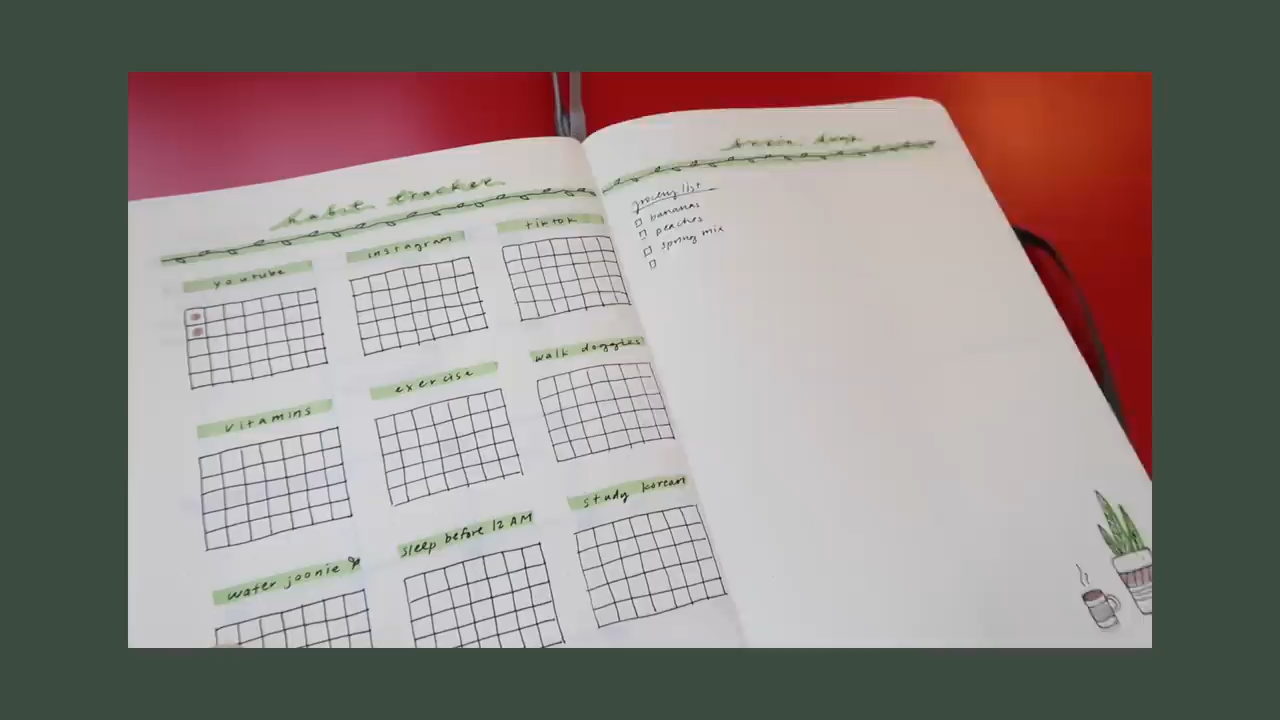 habit tracker
youtube
instagram
tiktok
vitamins
exercise
walk doggies
water joonie
sleep before 12 AM
study korean
brain dump
grocery list
bananas
peaches
spring mix